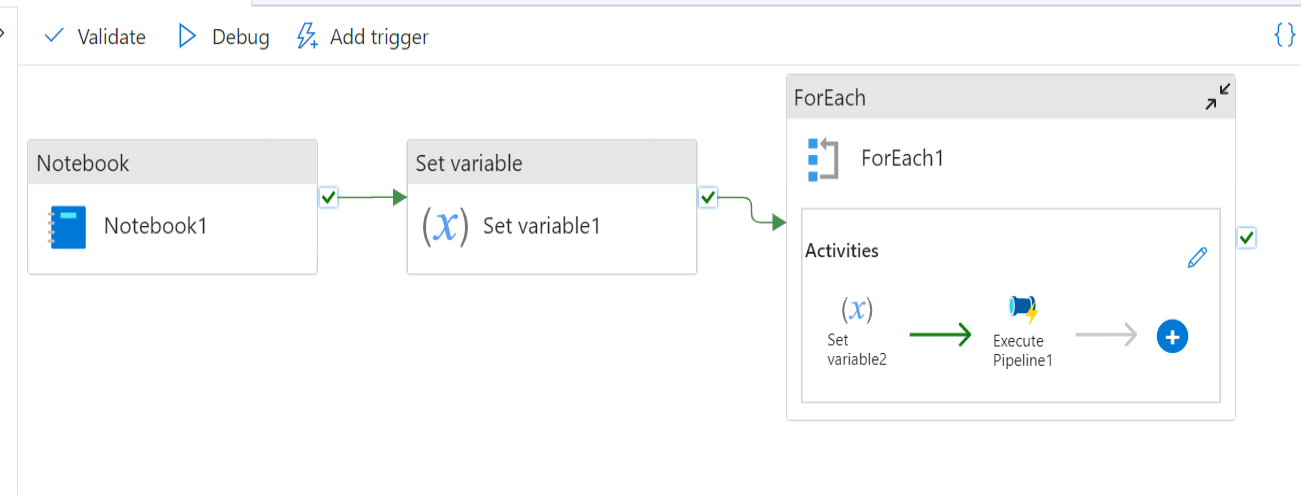 Validate
Debug
Add trigger
{}
Notebook
Notebook1
Set variable
(x)
Set variable1
ForEach
ForEach1
Activities
(x)
Set
variable2
Execute
Pipeline1